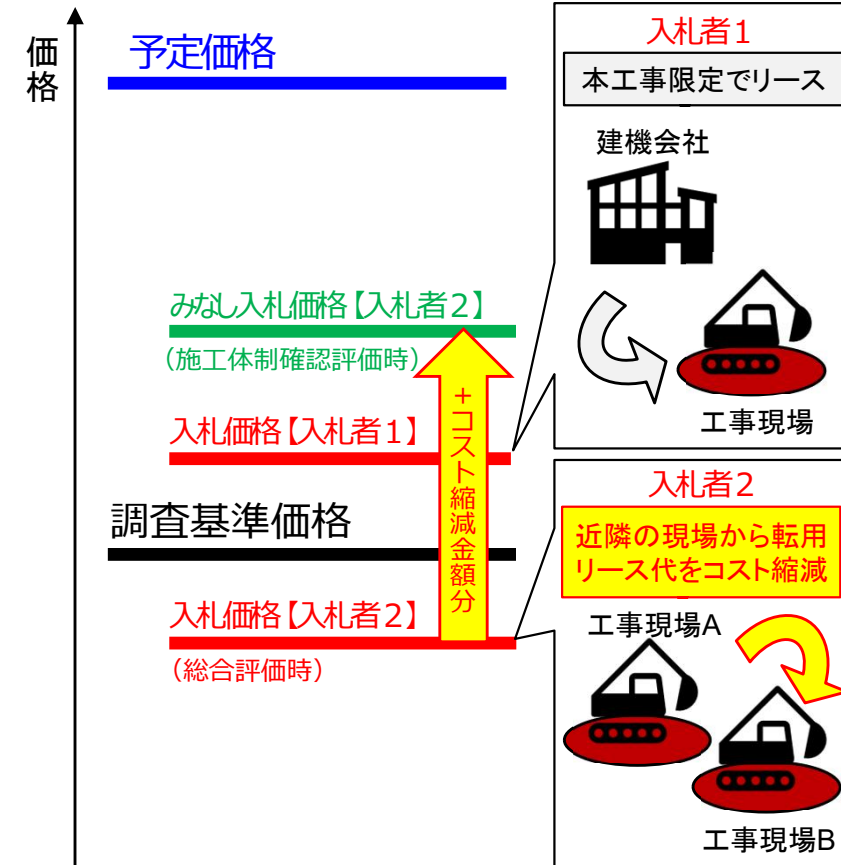 価格
予定価格
みなし入札価格【入札者2】
（施工体制確認評価時）
入札価格【入札者1】
調査基準価格
入札価格【入札者2】
（総合評価時）
＋コスト縮減金額分
入札者1
本工事限定でリース
建機会社
工事現場
入札者2
近隣の現場から転用
リース代をコスト縮減
工事現場A
工事現場B